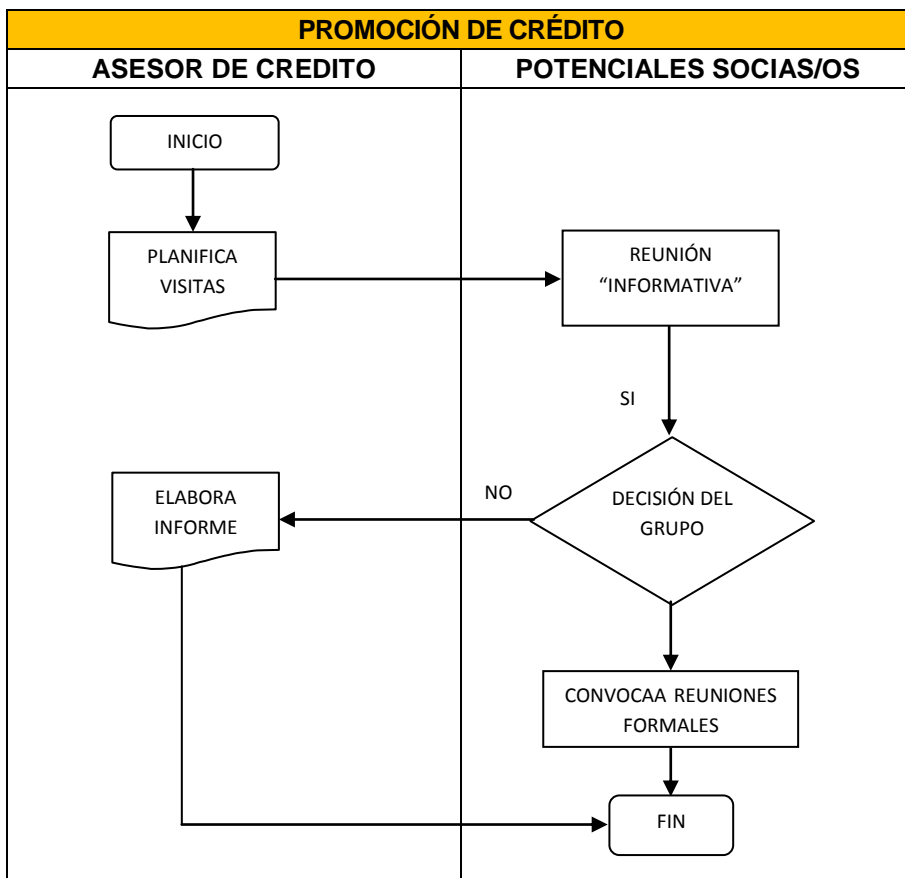 PROMOCIÓN DE CRÉDITO
ASESOR DE CREDITO
POTENCIALES SOCIAS/OS
INICIO
PLANIFICA
VISITAS
REUNIÓN
“INFORMATIVA”
SI
DECISIÓN DEL
GRUPO
NO
ELABORA
INFORME
CONVOCAA REUNIONES
FORMALES
FIN